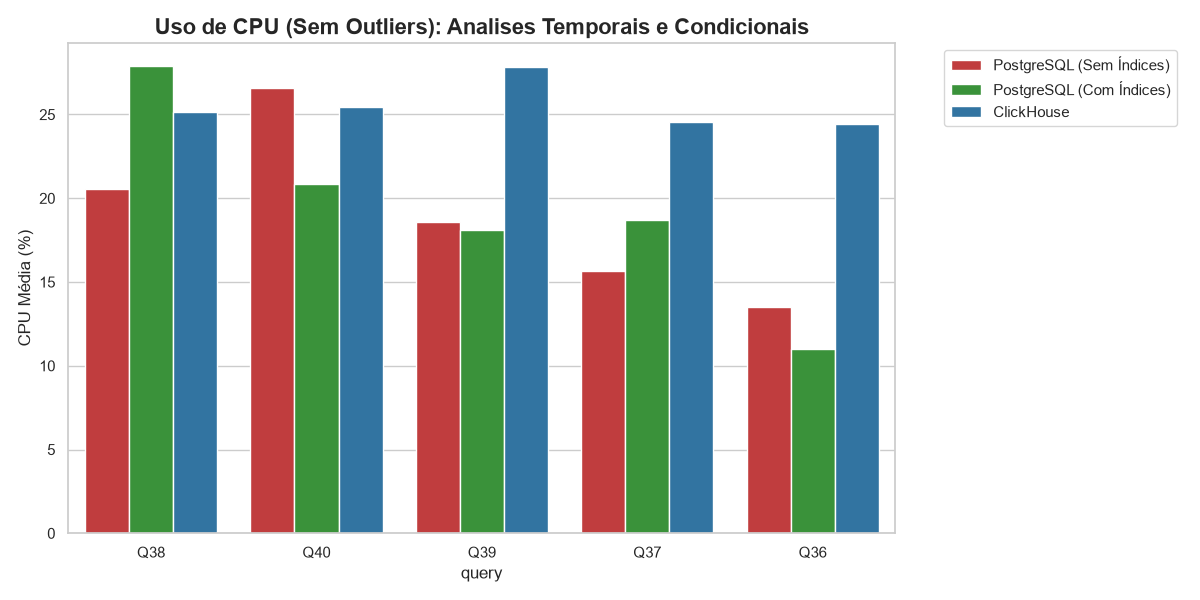 Uso de CPU (Sem Outliers): Analises Temporais e Condicionais
PostgreSQL (Sem Índices)
PostgreSQL (Com Índices)
ClickHouse
CPU Média (%)
25
20
15
10
5
0
Q38 Q40 Q39 Q37 Q36
query